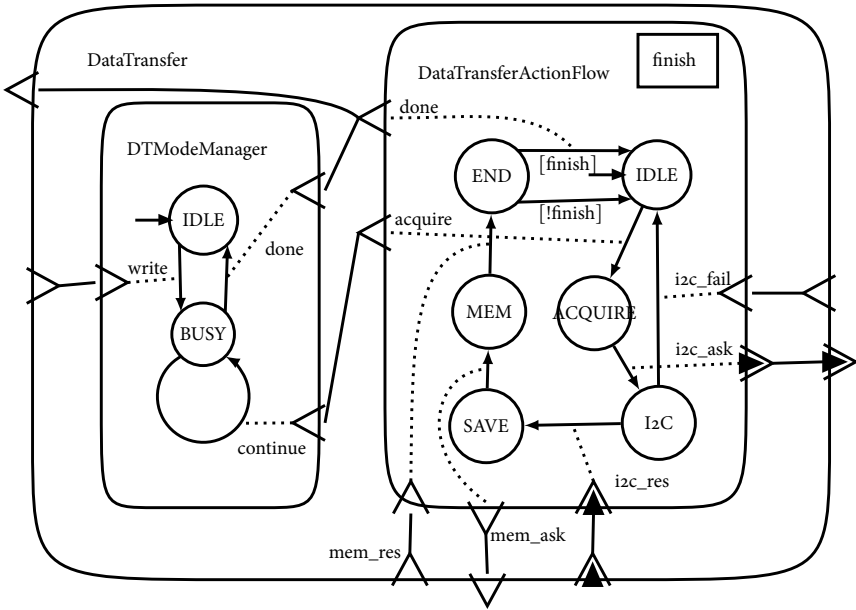 DataTransfer
finish
DataTransferActionFlow
done
DTModeManager
END
[finish]
IDLE
IDLE
[!finish]
acquire
done
write
i2c_fail
MEM
ACQUIRE
BUSY
i2c_ask
SAVE
I2C
continue
i2c_res
mem_ask
mem_res